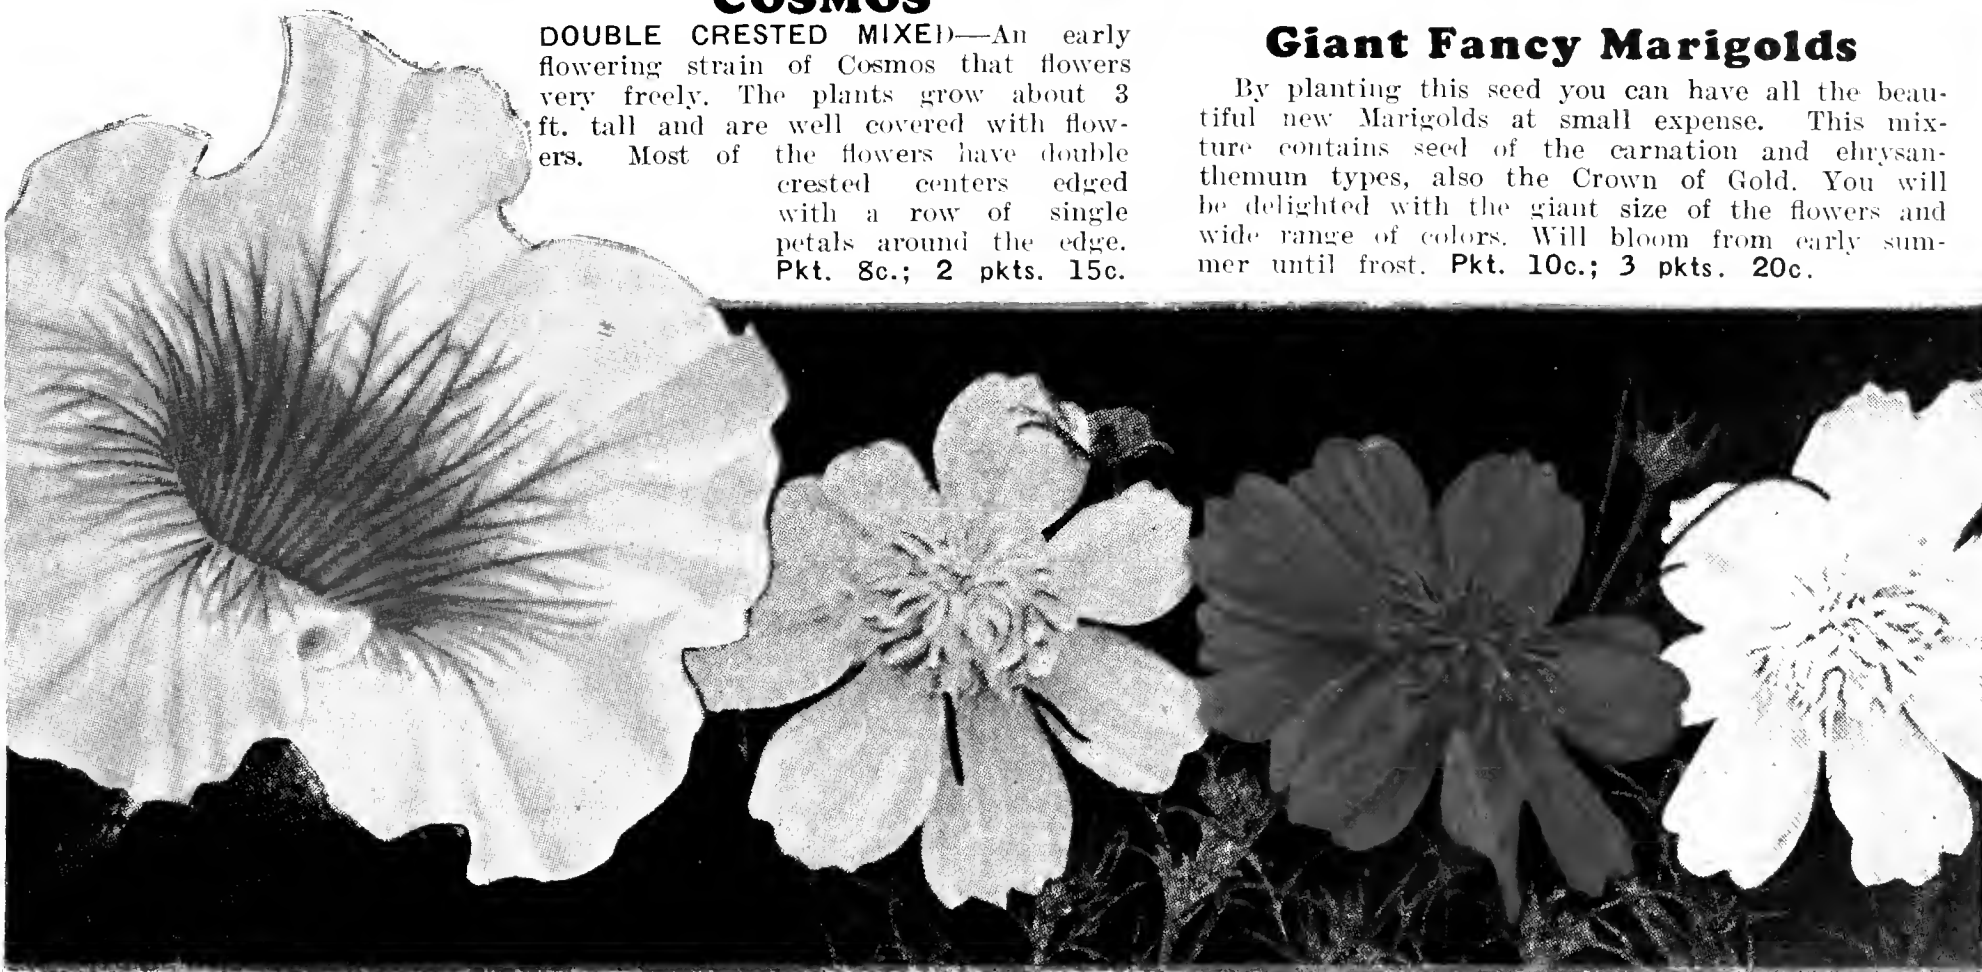 COSMOS
DOUBLE CRESTED MIXED—An early
flowering strain of Cosmos that flowers
very freely. The plants grow about 3
ft. tall and are well covered with flow-
ers. Most of the flowers have double
crested centers edged
with a row of single
petals around the edge.
Pkt. 8c.; 2 pkts. 15c.
Giant Fancy Marigolds
By planting this seed you can have all the beau-
tiful new Marigolds at small expense. This mix-
ture contains seed of the carnation and chrysan-
themum types, also the Crown of Gold. You will
be delighted with the giant size of the flowers and
wide range of colors. Will bloom from early sum-
mer until frost. Pkt. 10c.; 3 pkts. 20c.